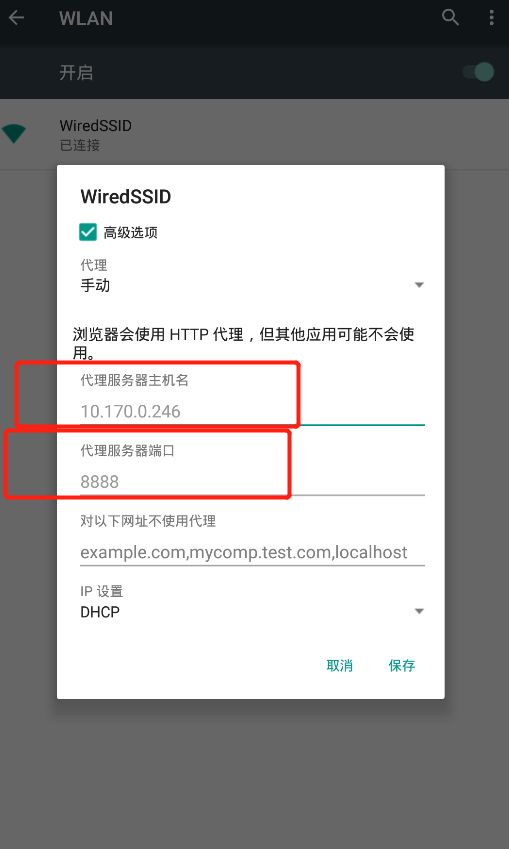 WLAN
开启
WiredSSID
已连接
WiredSSID
高级选项
代理
手动
浏览器会使用 HTTP 代理，但其他应用可能不会使
用。
代理服务器主机名
10.170.0.246
代理服务器端口
8888
对以下网址不使用代理
example.com,mycomp.test.com,localhost
IP 设置
DHCP
取消 保存